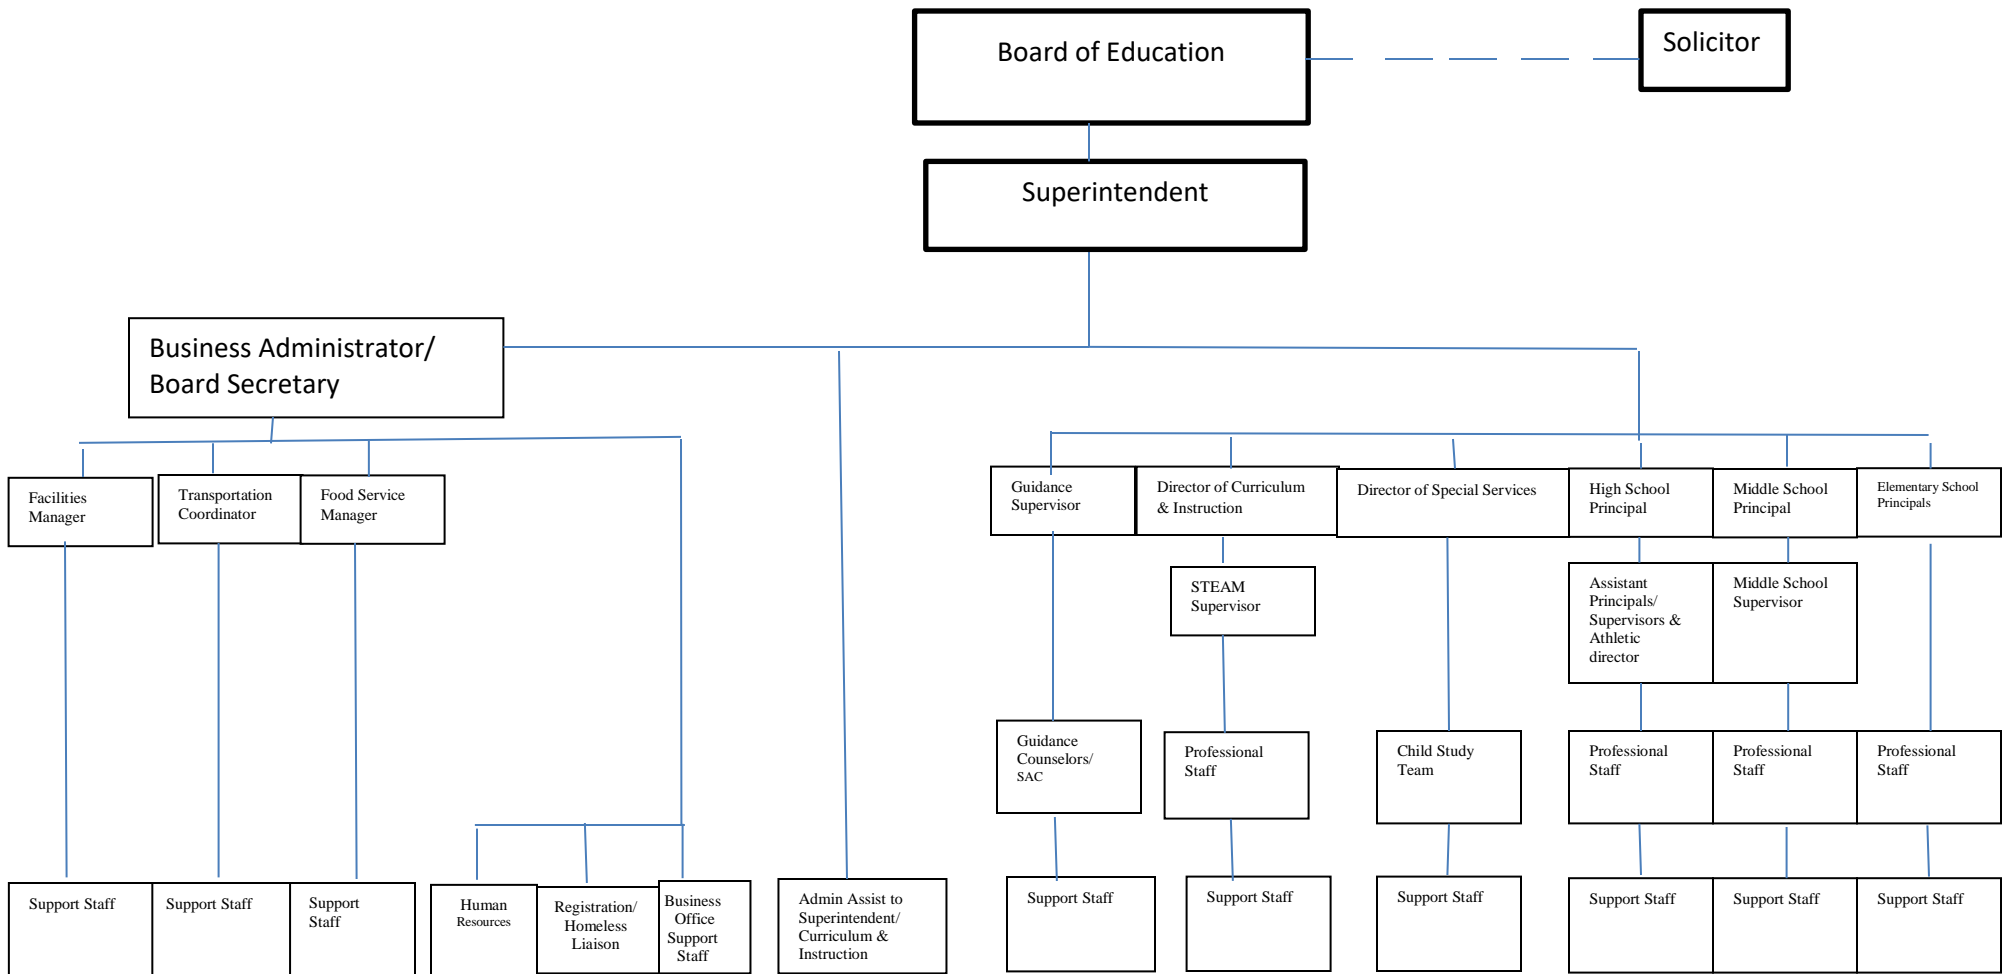 Board of Education
Solicitor
Superintendent
Business Administrator/
Board Secretary
Facilities
Manager
Transportation
Coordinator
Food Service
Manager
Guidance
Supervisor
Director of Curriculum
& Instruction
Director of Special Services
High School
Principal
Middle School
Principal
Elementary School
Principals
STEAM
Supervisor
Assistant
Principals/
Supervisors &
Athletic
director
Middle School
Supervisor
Guidance
Counselors/
SAC
Professional
Staff
Child Study
Team
Professional
Staff
Professional
Staff
Professional
Staff
Support Staff
Support Staff
Support
Staff
Human
Resources
Registration/
Homeless
Liaison
Business
Office
Support
Staff
Admin Assist to
Superintendent/
Curriculum &
Instruction
Support Staff
Support Staff
Support Staff
Support Staff
Support Staff
Support Staff